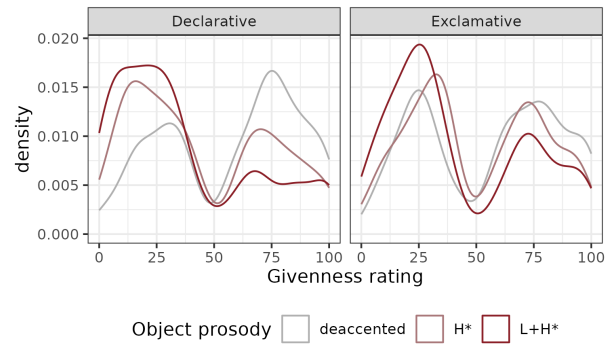 Declarative Exclamative
0.020
0.015
0.010
0.005
0.000
density
0 25 50 75 100 0 25 50 75 100
Givenness rating
Object prosody deaccented H* L+H*